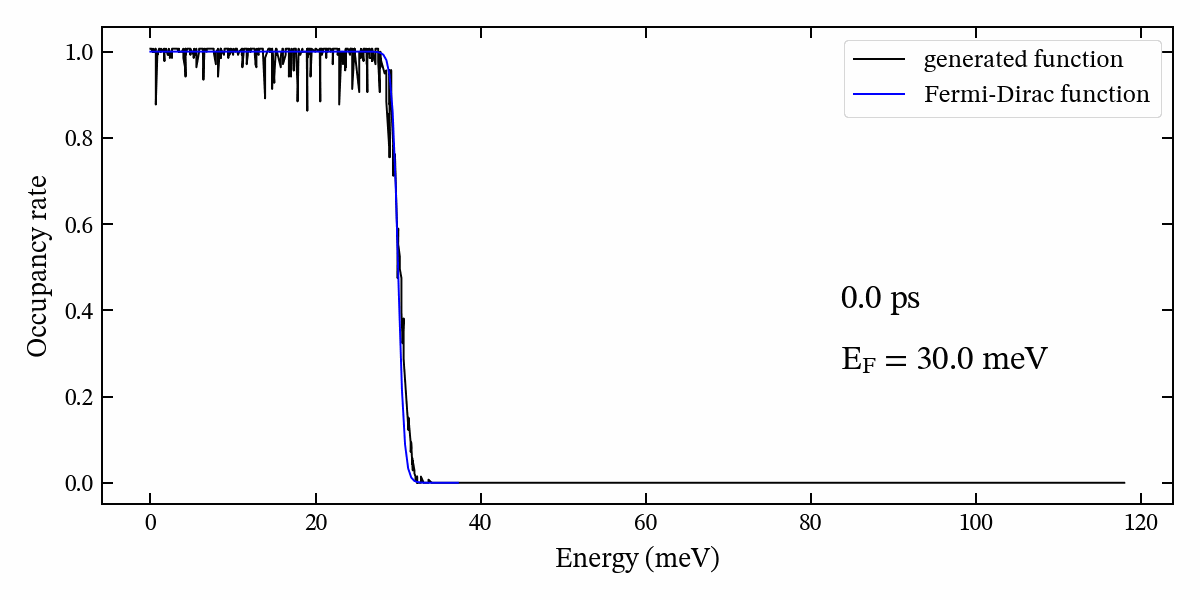 1.0
0.8
0.6
0.4
0.2
0.0
Occupancy rate
generated function
Fermi-Dirac function
0.0 ps
E_F = 30.0 meV
0 20 40 60 80 100 120
Energy (meV)